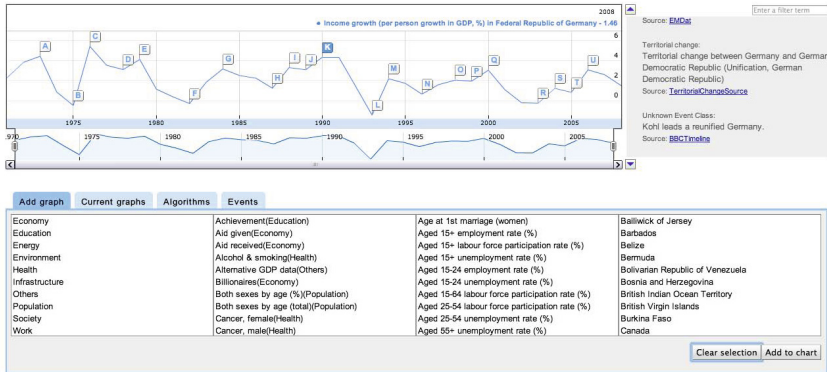 2008
Income growth (per person growth in GDP, %) in Federal Republic of Germany - 1.46
Enter a filter term
Source: EMDat
Territorial change:
Territorial change between Germany and German
Democratic Republic (Unification, German
Democratic Republic)
Source: TerritorialChangeSource
Unknown Event Class:
Kohl leads a reunified Germany.
Source: BBCTimeline
6
4
2
0
A
B
C
D
E
F
G
H
I
J
K
L
M
N
O
P
Q
R
S
T
U
1975
1980
1985
1990
1995
2000
2005
1970
1975
1980
1985
1990
1995
2000
2005
Add graph
Current graphs
Algorithms
Events
Economy
Education
Energy
Environment
Health
Infrastructure
Others
Population
Society
Work
Achievement(Education)
Aid given(Economy)
Aid received(Economy)
Alcohol & smoking(Health)
Alternative GDP data(Others)
Billionaires(Economy)
Both sexes by age (%)(Population)
Both sexes by age (total)(Population)
Cancer, female(Health)
Cancer, male(Health)
Age at 1st marriage (women)
Aged 15+ employment rate (%)
Aged 15+ labour force participation rate (%)
Aged 15+ unemployment rate (%)
Aged 15-24 employment rate (%)
Aged 15-24 unemployment rate (%)
Aged 15-64 labour force participation rate (%)
Aged 25-54 labour force participation rate (%)
Aged 25-54 unemployment rate (%)
Aged 55+ unemployment rate (%)
Bailiwick of Jersey
Barbados
Belize
Bermuda
Bolivarian Republic of Venezuela
Bosnia and Herzegovina
British Indian Ocean Territory
British Virgin Islands
Burkina Faso
Canada
Clear selection
Add to chart